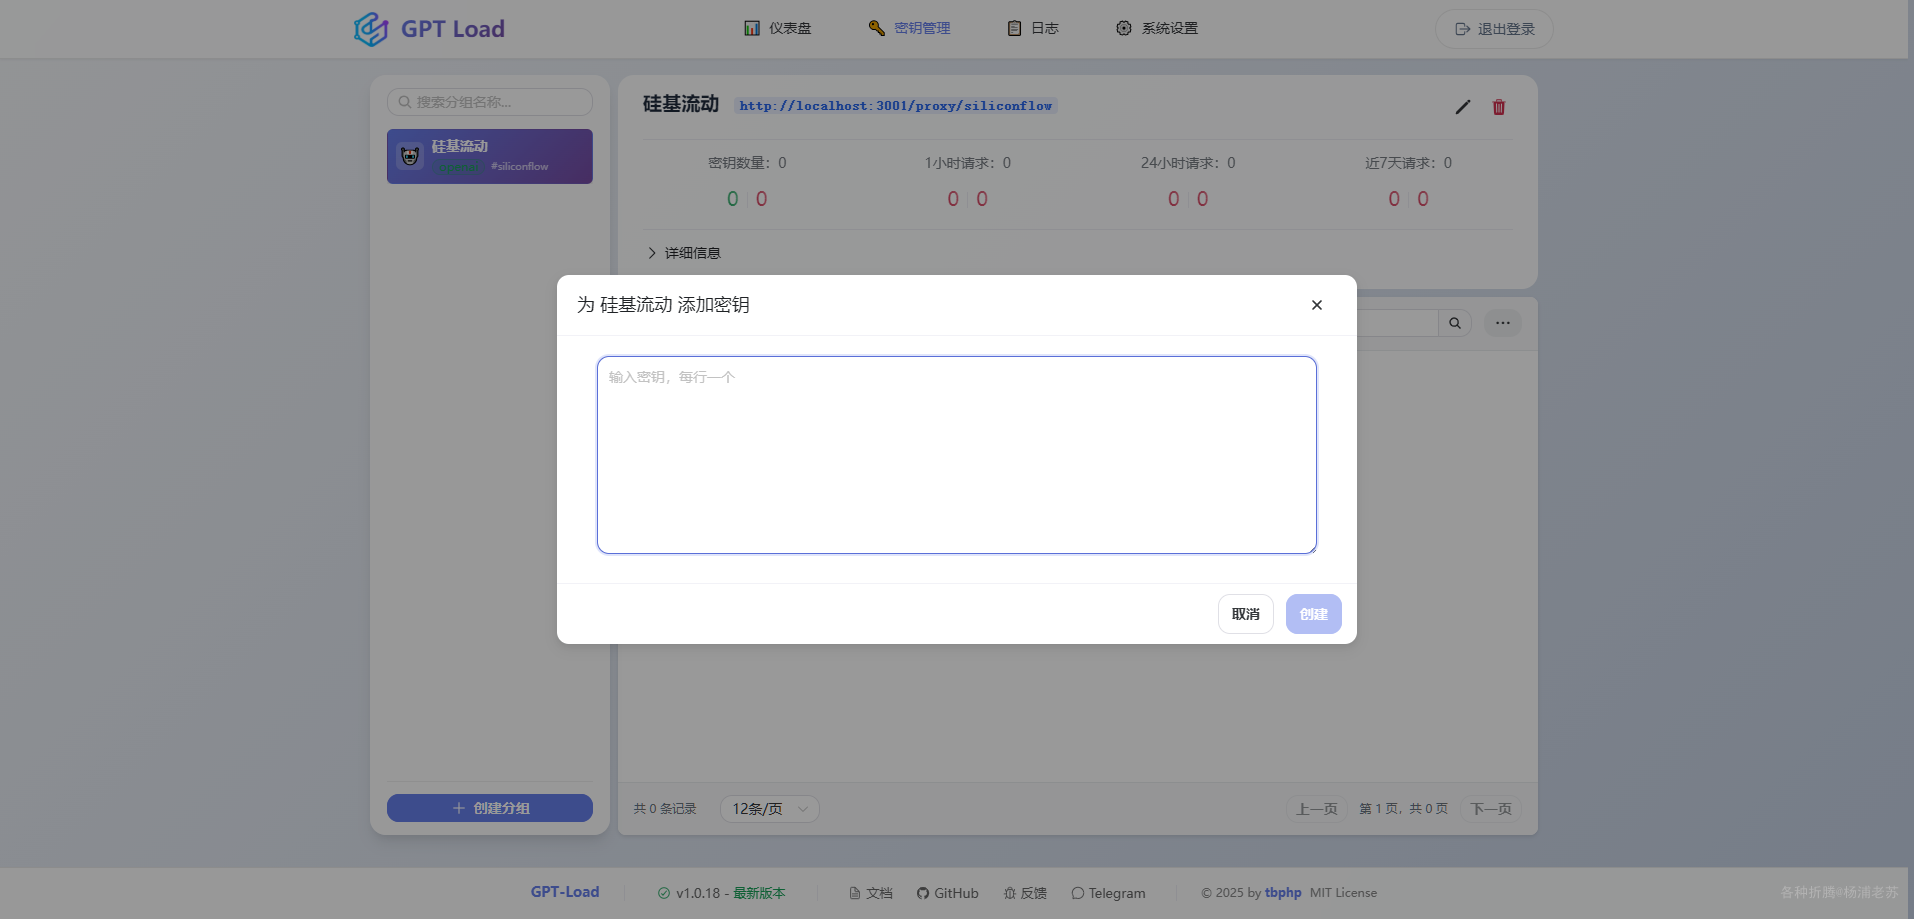 GPT Load
仪表盘
密钥管理
日志
系统设置
退出登录
搜索分组名称...
硅基流动
#siliconflow
创建分组
硅基流动 http://localhost:3001/proxy/siliconflow
密钥数量：0
1小时请求：0
24小时请求：0
近7天请求：0
0 | 0
0 | 0
0 | 0
0 | 0
详细信息
为 硅基流动 添加密钥
输入密钥，每行一个
取消
创建
共 0 条记录
12条/页
上一页
第 1 页，共 0 页
下一页
GPT-Load
v1.0.18 - 最新版本
文档
GitHub
反馈
Telegram
© 2025 by tbphp MIT License
各种折腾#杨浦老苏